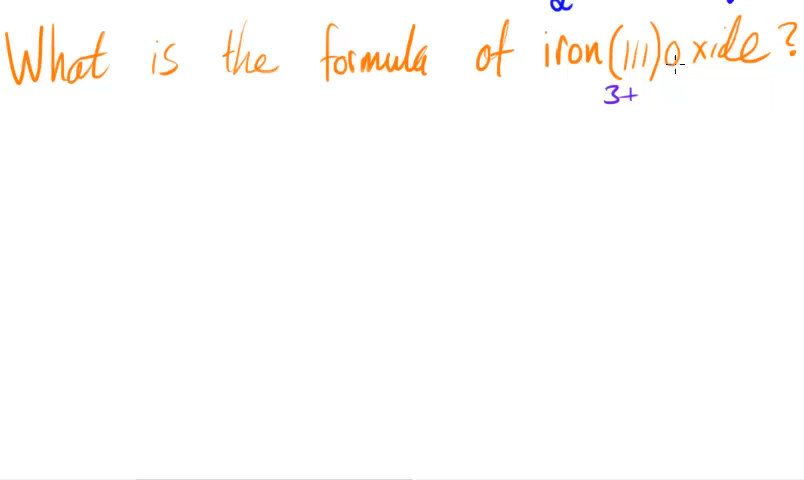 What is the formula of iron(III)oxide?
3+